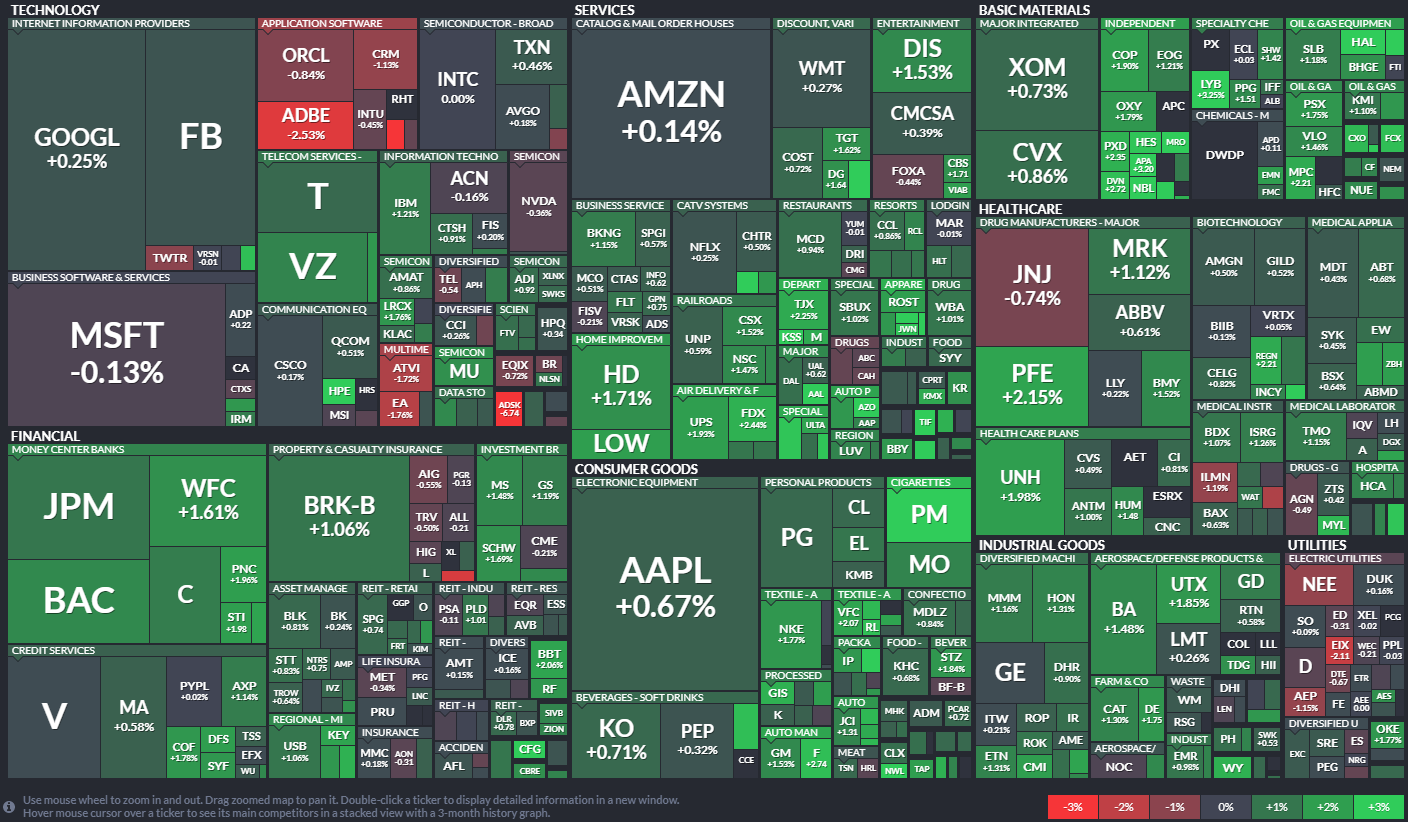 TECHNOLOGY
INTERNET INFORMATION PROVIDERS
GOOGL
+0.25%
FB
TWTR
VRSN
-0.01
APPLICATION SOFTWARE
ORCL
-0.84%
CRM
-1.13%
ADBE
-2.53%
INTU
-0.45%
RHT
SEMICONDUCTOR - BROAD
INTC
0.00%
TXN
+0.46%
AVGO
+0.18%
BUSINESS SOFTWARE & SERVICES
MSFT
-0.13%
ADP
+0.22
CA
CTXS
IRM
TELECOM SERVICES -
T
VZ
INFORMATION TECHNO
IBM
+1.21%
ACN
-0.16%
CTSH
+0.91%
FIS
+0.20%
SEMICON
NVDA
-0.36%
COMMUNICATION EQ
CSCO
+0.17%
QCOM
+0.51%
HPE
HRS
MSI
SEMICON
AMAT
+0.86%
LRCX
+1.76%
KLAC
DIVERSIFIED
TEL
-0.54
APH
SEMICON
ADI
+0.92
XLNX
SWKS
DIVERSIFIE
CCI
+0.26%
SCIEN
FTV
HPQ
+0.34
MULTIME
ATVI
-1.72%
EA
-1.76%
SEMICON
MU
EQIX
-0.72%
BR
NLSN
DATA STO
ADSK
-6.74
FINANCIAL
MONEY CENTER BANKS
JPM
WFC
+1.61%
BAC
C
PNC
+1.96%
STI
+1.98
PROPERTY & CASUALTY INSURANCE
BRK-B
+1.06%
AIG
-0.55%
PGR
-0.13
TRV
-0.50%
ALL
-0.21
HIG
XL
L
INVESTMENT BR
MS
+1.48%
GS
+1.19%
SCHW
+1.69%
CME
-0.21%
CREDIT SERVICES
V
MA
+0.58%
PYPL
+0.02%
AXP
+1.14%
COF
+1.78%
DFS
SYF
TSS
EFX
WU
ASSET MANAGE
BLK
+0.81%
BK
+0.24%
STT
+0.83%
NTRS
+0.75
AMP
TROW
+0.64%
IVZ
REIT - RETAI
SPG
+0.74
GGP
O
FRT
KIM
REIT - INDU
PSA
-0.11
PLD
+1.01
REIT - RES
EQR
ESS
AVB
REGIONAL - MI
USB
+1.06%
KEY
LIFE INSURA
MET
-0.34%
PFG
LNC
PRU
REIT -
AMT
+0.15%
DIVERS
ICE
+0.16%
BBT
+2.06%
RF
INSURANCE
MMC
+0.18%
AON
-0.31
REIT - H
REIT -
DLR
+0.78
BXP
SIVB
ZION
ACCIDEN
AFL
CFG
CBRE
SERVICES
CATALOG & MAIL ORDER HOUSES
AMZN
+0.14%
DISCOUNT, VARI
WMT
+0.27%
COST
+0.72%
TGT
+1.62%
DG
+1.64
ENTERTAINMENT
DIS
+1.53%
CMCSA
+0.39%
FOXA
-0.44%
CBS
+1.71
VIAB
BUSINESS SERVICE
BKNG
+1.15%
SPGI
+0.57%
MCO
+0.51%
CTAS
INFO
+0.62
FISV
-0.21%
FLT
GPN
+0.75
VRSK
ADS
CATV SYSTEMS
NFLX
+0.25%
CHTR
+0.50%
RESTAURANTS
MCD
+0.94%
YUM
-0.01
DRI
CMG
RESORTS
CCL
+0.86%
RCL
LODGIN
MAR
-0.01%
HLT
RAILROADS
UNP
+0.59%
CSX
+1.52%
NSC
+1.47%
DEPART
TJX
+2.25%
KSS
M
SPECIAL
SBUX
+1.02%
APPARE
ROST
JWN
DRUG
WBA
+1.01%
HOME IMPROVEM
HD
+1.71%
LOW
MAJOR
DAL
UAL
+0.62
AAL
DRUGS
ABC
CAH
INDUST
FOOD
SYY
AIR DELIVERY & F
UPS
+1.93%
FDX
+2.44%
SPECIAL
ULTA
AUTO P
AZO
AAP
CPRT
KMX
KR
REGION
LUV
TIF
BBY
CONSUMER GOODS
ELECTRONIC EQUIPMENT
AAPL
+0.67%
PERSONAL PRODUCTS
PG
CL
EL
KMB
CIGARETTES
PM
MO
TEXTILE - A
NKE
+1.77%
TEXTILE - A
VFC
+2.07
RL
CONFECTIO
MDLZ
+0.84%
PACKA
IP
FOOD -
KHC
+0.68%
BEVER
STZ
+1.84%
BF-B
BEVERAGES - SOFT DRINKS
KO
+0.71%
PEP
+0.32%
CCE
PROCESSED
GIS
K
AUTO
JCI
+1.31
MHK
ADM
PCAR
+0.72
AUTO MAN
GM
+1.53%
F
+2.74
MEAT
TSN
HRL
CLX
NWL
TAP
BASIC MATERIALS
MAJOR INTEGRATED
XOM
+0.73%
CVX
+0.86%
INDEPENDENT
COP
+1.90%
EOG
+1.21%
OXY
+1.79%
APC
PXD
+2.35
HES
MRO
APA
+3.20
DVN
+2.72
NBL
SPECIALTY CHE
PX
ECL
+0.03
SHW
+1.42
LYB
+3.25%
PPG
+1.51
IFF
ALB
CHEMICALS - M
DWDP
APD
+0.11
EMN
FMC
OIL & GAS EQUIPMEN
SLB
+1.18%
HAL
BHGE
FTI
OIL & GA
PSX
+1.75%
VLO
+1.46%
MPC
+2.21
HFC
OIL & GAS
KMI
+1.10%
CXO
FCX
CF
NEM
NUE
HEALTHCARE
DRUG MANUFACTURERS - MAJOR
JNJ
-0.74%
MRK
+1.12%
ABBV
+0.61%
PFE
+2.15%
LLY
+0.22%
BMY
+1.52%
BIOTECHNOLOGY
AMGN
+0.50%
GILD
+0.52%
BIIB
+0.13%
VRTX
+0.05%
CELG
+0.82%
REGN
+2.21
INCY
MEDICAL APPLIA
MDT
+0.43%
ABT
+0.68%
SYK
+0.45%
EW
ZBH
BSX
+0.64%
ABMD
HEALTH CARE PLANS
UNH
+1.98%
CVS
+0.49%
AET
CI
+0.81%
ANTM
+1.00%
HUM
+1.48
ESRX
CNC
MEDICAL INSTR
BDX
+1.07%
ISRG
+1.26%
ILMN
-1.19%
WAT
BAX
+0.63%
MEDICAL LABORATOR
TMO
+1.15%
IQV
LH
A
DGX
DRUGS - G
AGN
-0.49
ZTS
+0.42
MYL
HOSPITA
HCA
INDUSTRIAL GOODS
DIVERSIFIED MACHI
MMM
+1.16%
HON
+1.31%
GE
DHR
+0.90%
ITW
+0.21%
ROP
IR
ROK
AME
ETN
+1.31%
CMI
AEROSPACE/DEFENSE PRODUCTS &
BA
+1.48%
UTX
+1.85%
LMT
+0.26%
GD
RTN
+0.58%
COL
LLL
TDG
HII
FARM & CO
CAT
+1.30%
DE
+1.75
WASTE
WM
RSG
DHI
LEN
AEROSPACE/
NOC
INDUST
EMR
+0.98%
PH
SWK
+0.53
WY
UTILITIES
ELECTRIC UTILITIES
NEE
DUK
+0.16%
SO
+0.09%
ED
-0.31
XEL
-0.02
PCG
D
EIX
-2.11
WEC
-0.21
PPL
-0.03
DTE
-0.67
ETR
AEP
-1.15%
FE
AEE
0.00
AES
DIVERSIFIED U
EXC
SRE
ES
PEG
NRG
OKE
+1.77%
Use mouse wheel to zoom in and out. Drag zoomed map to pan it. Double-click a ticker to display detailed information in a new window.
Hover mouse cursor over a ticker to see its main competitors in a stacked view with a 3-month history graph.
-3%
-2%
-1%
0%
+1%
+2%
+3%